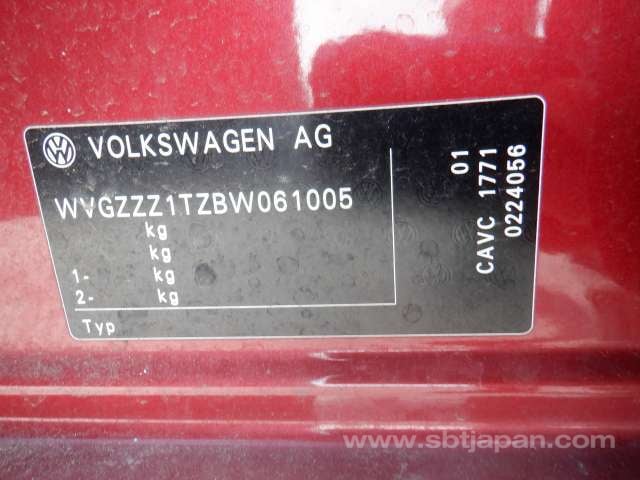 VOLKSWAGEN AG
WVGZZZ1TZBW061005
kg
kg
1- kg
2- kg
Typ
01
CAVC 1771
0224056
www.sbtjapan.com